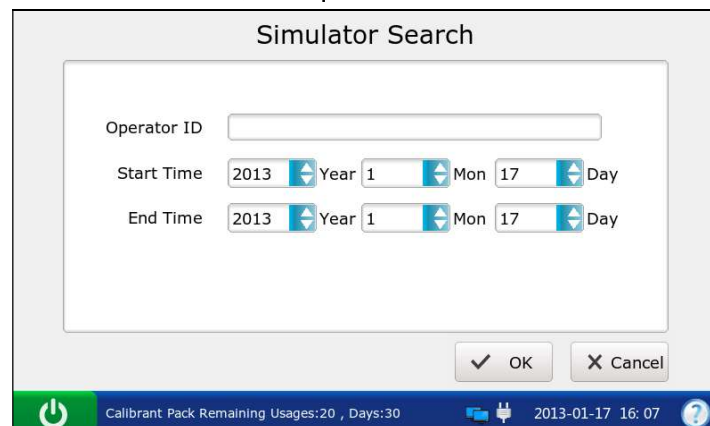 Simulator Search
Operator ID
Start Time 2013 Year 1 Mon 17 Day
End Time 2013 Year 1 Mon 17 Day
OK Cancel
Calibrant Pack Remaining Usages:20 , Days:30 2013-01-17 16: 07 ?